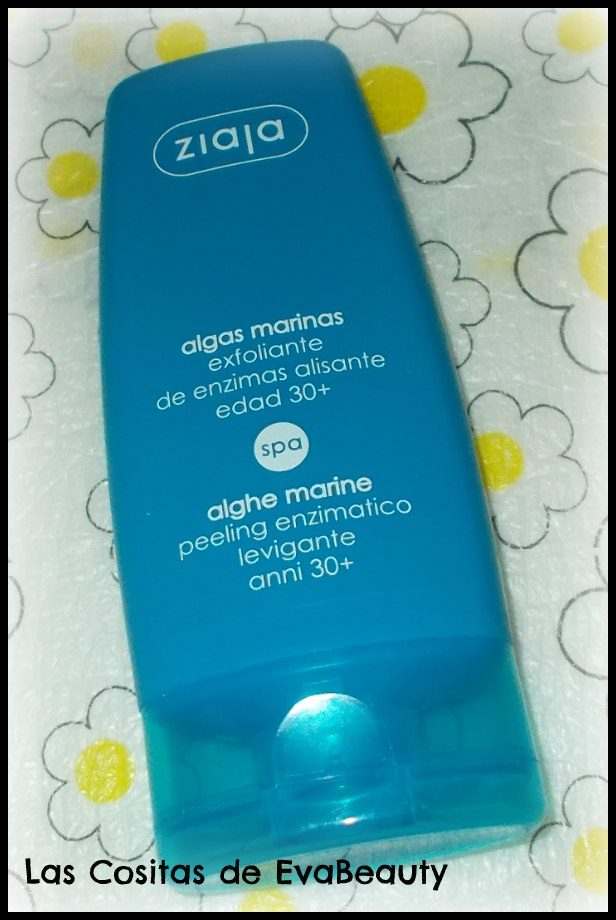 ziaja
algas marinas
exfoliante
de enzimas alisante
edad 30+
spa
alghe marine
peeling enzimatico
levigante
anni 30+
Las Cositas de EvaBeauty